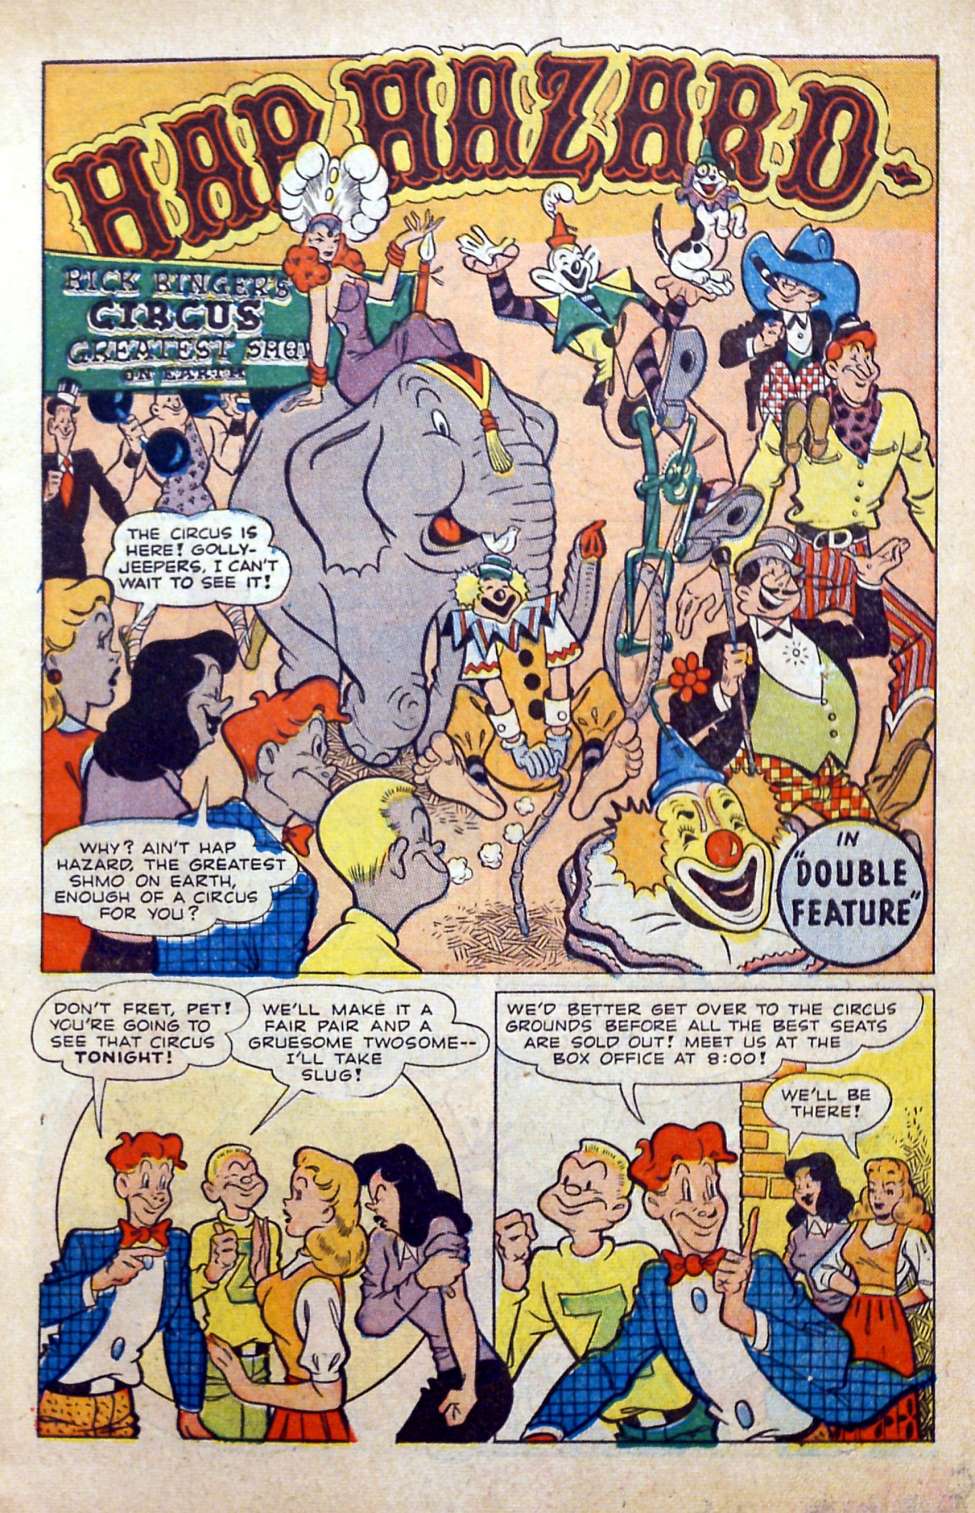 HAP HAZARD-
RICK RINGERS
CIRCUS
GREATEST SHOW
ON EARTH
THE CIRCUS IS
HERE! GOLLY-
JEEPERS, I CAN'T
WAIT TO SEE IT!
WHY? AIN'T HAP
HAZARD, THE GREATEST
SHMO ON EARTH,
ENOUGH OF A CIRCUS
FOR YOU?
IN
"DOUBLE
FEATURE"
DON'T FRET, PET!
YOU'RE GOING TO
SEE THAT CIRCUS
TONIGHT!
WE'LL MAKE IT A
FAIR PAIR AND A
GRUESOME TWOSOME--
I'LL TAKE
SLUG!
Z
WE'D BETTER GET OVER TO THE CIRCUS
GROUNDS BEFORE ALL THE BEST SEATS
ARE SOLD OUT! MEET US AT THE
BOX OFFICE AT 8:00!
WE'LL BE
THERE!
Z